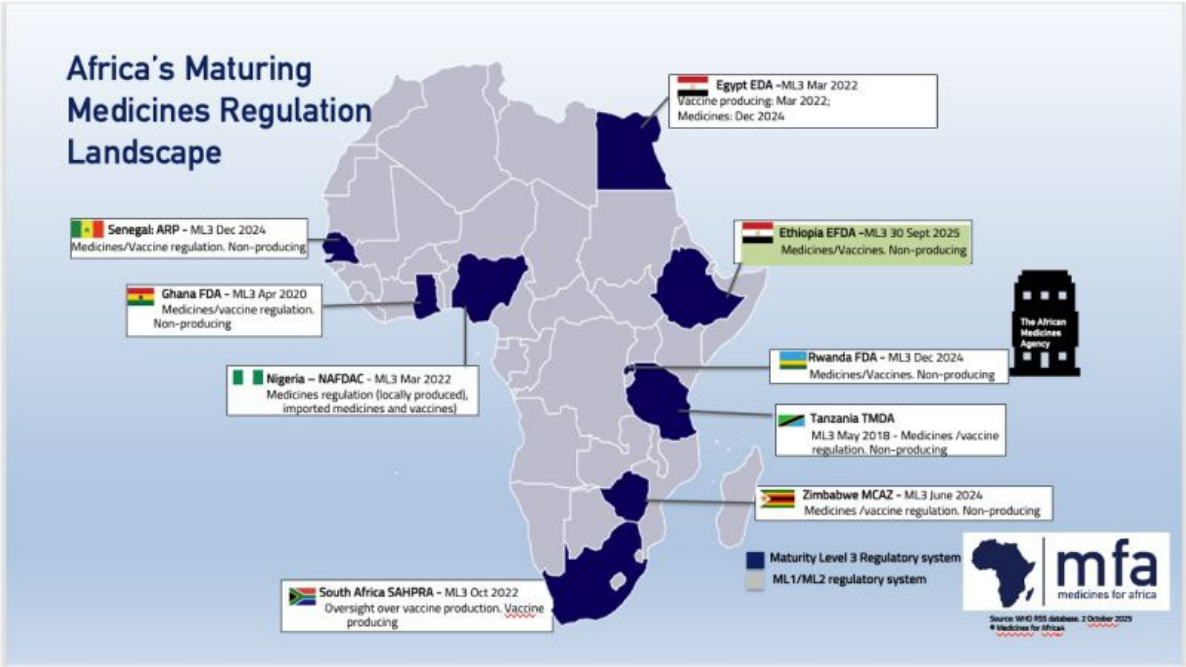 Africa's Maturing
Medicines Regulation
Landscape
Egypt EDA -ML3 Mar 2022
Vaccine producing: Mar 2022;
Medicines: Dec 2024
Senegal: ARP - ML3 Dec 2024
Medicines/Vaccine regulation. Non-producing
Ethiopia EFDA -ML3 30 Sept 2025
Medicines/Vaccines. Non-producing
Ghana FDA - ML3 Apr 2020
Medicines/vaccine regulation.
Non-producing
The African
Medicines
Agency
Rwanda FDA - ML3 Dec 2024
Medicines/Vaccines. Non-producing
Nigeria – NAFDAC - ML3 Mar 2022
Medicines regulation (locally produced),
imported medicines and vaccines)
Tanzania TMDA
ML3 May 2018 - Medicines /vaccine
regulation. Non-producing
Zimbabwe MCAZ - ML3 June 2024
Medicines /vaccine regulation. Non-producing
Maturity Level 3 Regulatory system
ML1/ML2 regulatory system
mfa
medicines for africa
South Africa SAHPRA - ML3 Oct 2022
Oversight over vaccine production. Vaccine
producing
Source: WHO RSS database. 2 October 2025
© Medicines for Africa